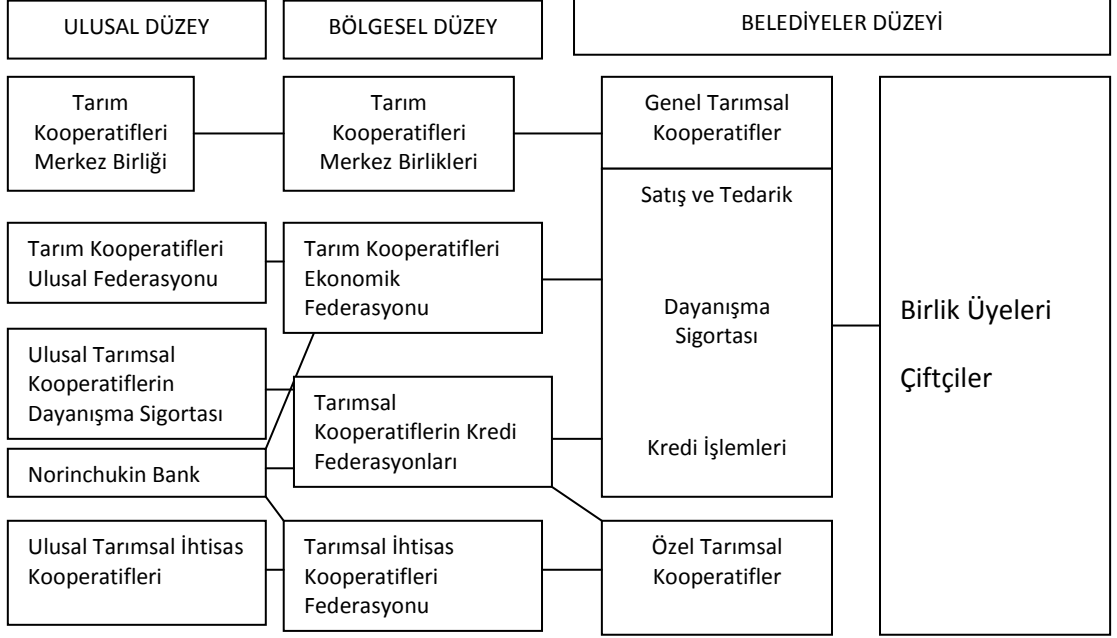 ULUSAL DÜZEY
BÖLGESEL DÜZEY
BELEDİYELER DÜZEYİ
Tarım
Kooperatifleri
Merkez Birliği
Tarım
Kooperatifleri
Merkez Birlikleri
Genel Tarımsal
Kooperatifler
Satış ve Tedarik
Dayanışma
Sigortası
Kredi İşlemleri
Birlik Üyeleri
Çiftçiler
Tarım Kooperatifleri
Ulusal Federasyonu
Tarım Kooperatifleri
Ekonomik
Federasyonu
Ulusal Tarımsal
Kooperatiflerin
Dayanışma Sigortası
Tarımsal
Kooperatiflerin Kredi
Federasyonları
Norinchukin Bank
Ulusal Tarımsal İhtisas
Kooperatifleri
Tarımsal İhtisas
Kooperatifleri
Federasyonu
Özel Tarımsal
Kooperatifler